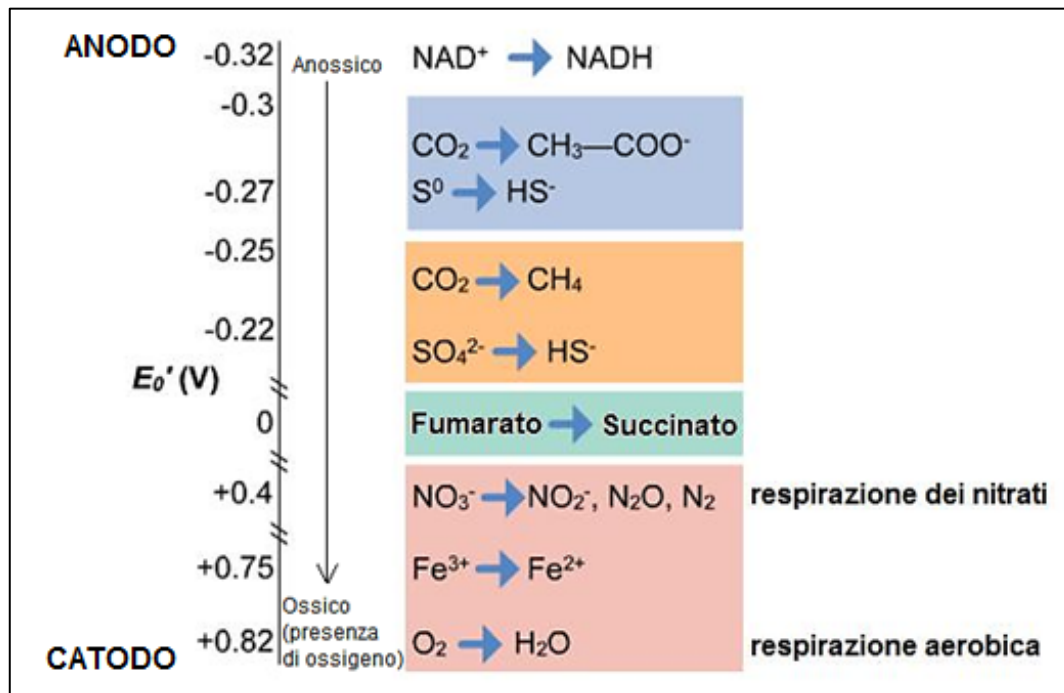 ANODO
-0.32
Anossico
NAD⁺ → NADH
-0.3
CO₂ → CH₃—COO⁻
-0.27
S⁰ → HS⁻
-0.25
CO₂ → CH₄
-0.22
SO₄²⁻ → HS⁻
E₀' (V)
0
Fumarato → Succinato
+0.4
NO₃⁻ → NO₂⁻, N₂O, N₂
respirazione dei nitrati
+0.75
Fe³⁺ → Fe²⁺
Ossico
(presenza
di ossigeno)
+0.82
O₂ → H₂O
respirazione aerobica
CATODO